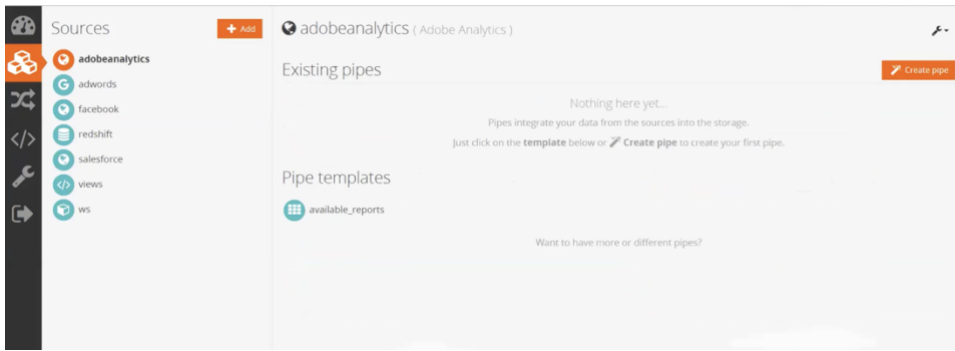 Sources
+ Add
adobeanalytics
adwords
facebook
redshift
salesforce
views
ws
adobeanalytics ( Adobe Analytics )
Existing pipes
Create pipe
Nothing here yet...
Pipes integrate your data from the sources into the storage.
Just click on the template below or Create pipe to create your first pipe.
Pipe templates
available_reports
Want to have more or different pipes?